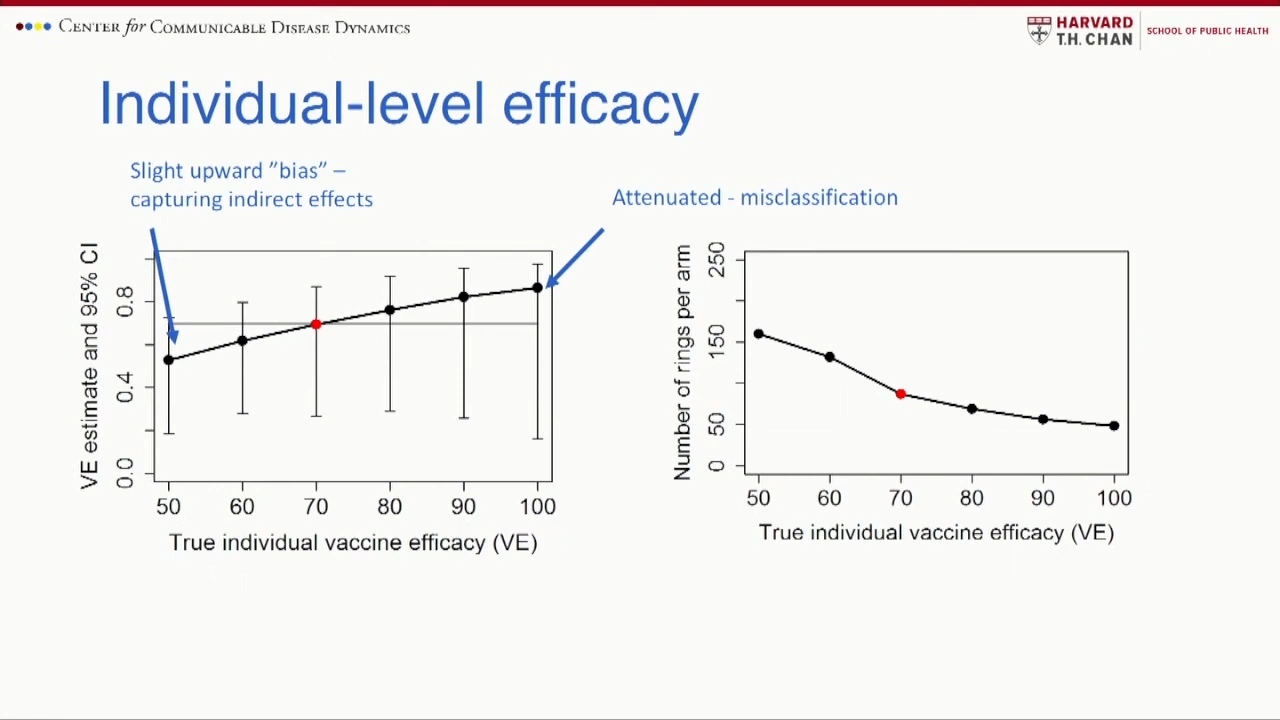 CENTER for COMMUNICABLE DISEASE DYNAMICS
HARVARD
T.H. CHAN
SCHOOL OF PUBLIC HEALTH
Individual-level efficacy
Slight upward ”bias” –
capturing indirect effects
Attenuated - misclassification
VE estimate and 95% CI
0.0
0.4
0.8
50 60 70 80 90 100
True individual vaccine efficacy (VE)
Number of rings per arm
0
50
150
250
50 60 70 80 90 100
True individual vaccine efficacy (VE)